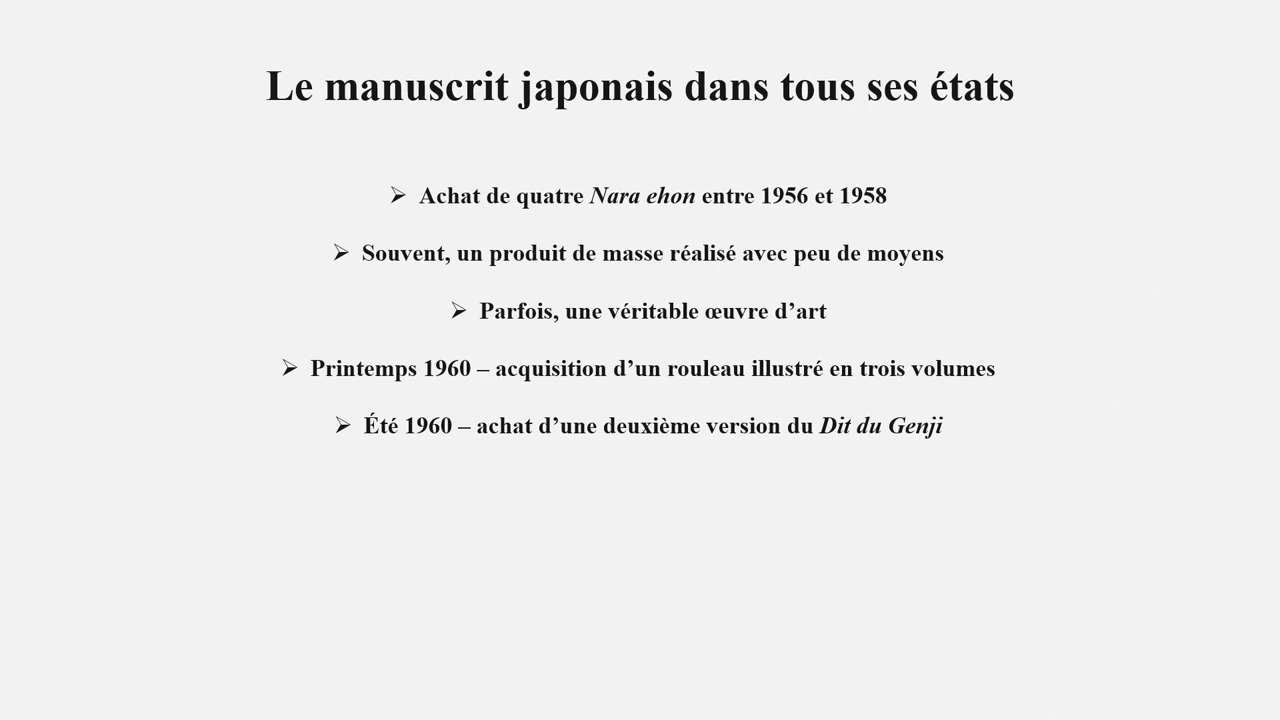 Le manuscrit japonais dans tous ses états
➢ Achat de quatre Nara ehon entre 1956 et 1958
➢ Souvent, un produit de masse réalisé avec peu de moyens
➢ Parfois, une véritable œuvre d’art
➢ Printemps 1960 – acquisition d’un rouleau illustré en trois volumes
➢ Été 1960 – achat d’une deuxième version du Dit du Genji